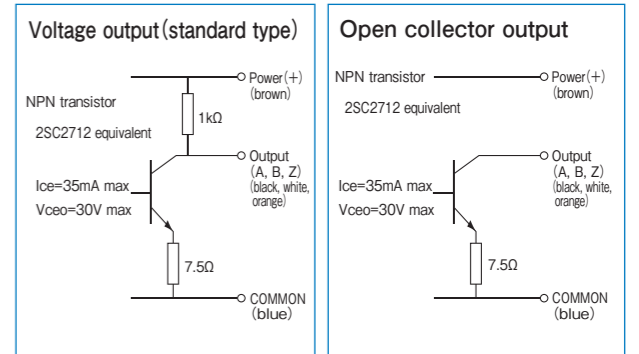 Voltage output(standard type)
Power(+)
(brown)
NPN transistor
1kΩ
2SC2712 equivalent
Output
(A, B, Z)
(black, white,
orange)
Ice=35mA max
Vceo=30V max
7.5Ω
COMMON
(blue)
Open collector output
NPN transistor
Power(+)
(brown)
2SC2712 equivalent
Output
(A, B, Z)
(black, white,
orange)
Ice=35mA max
Vceo=30V max
7.5Ω
COMMON
(blue)